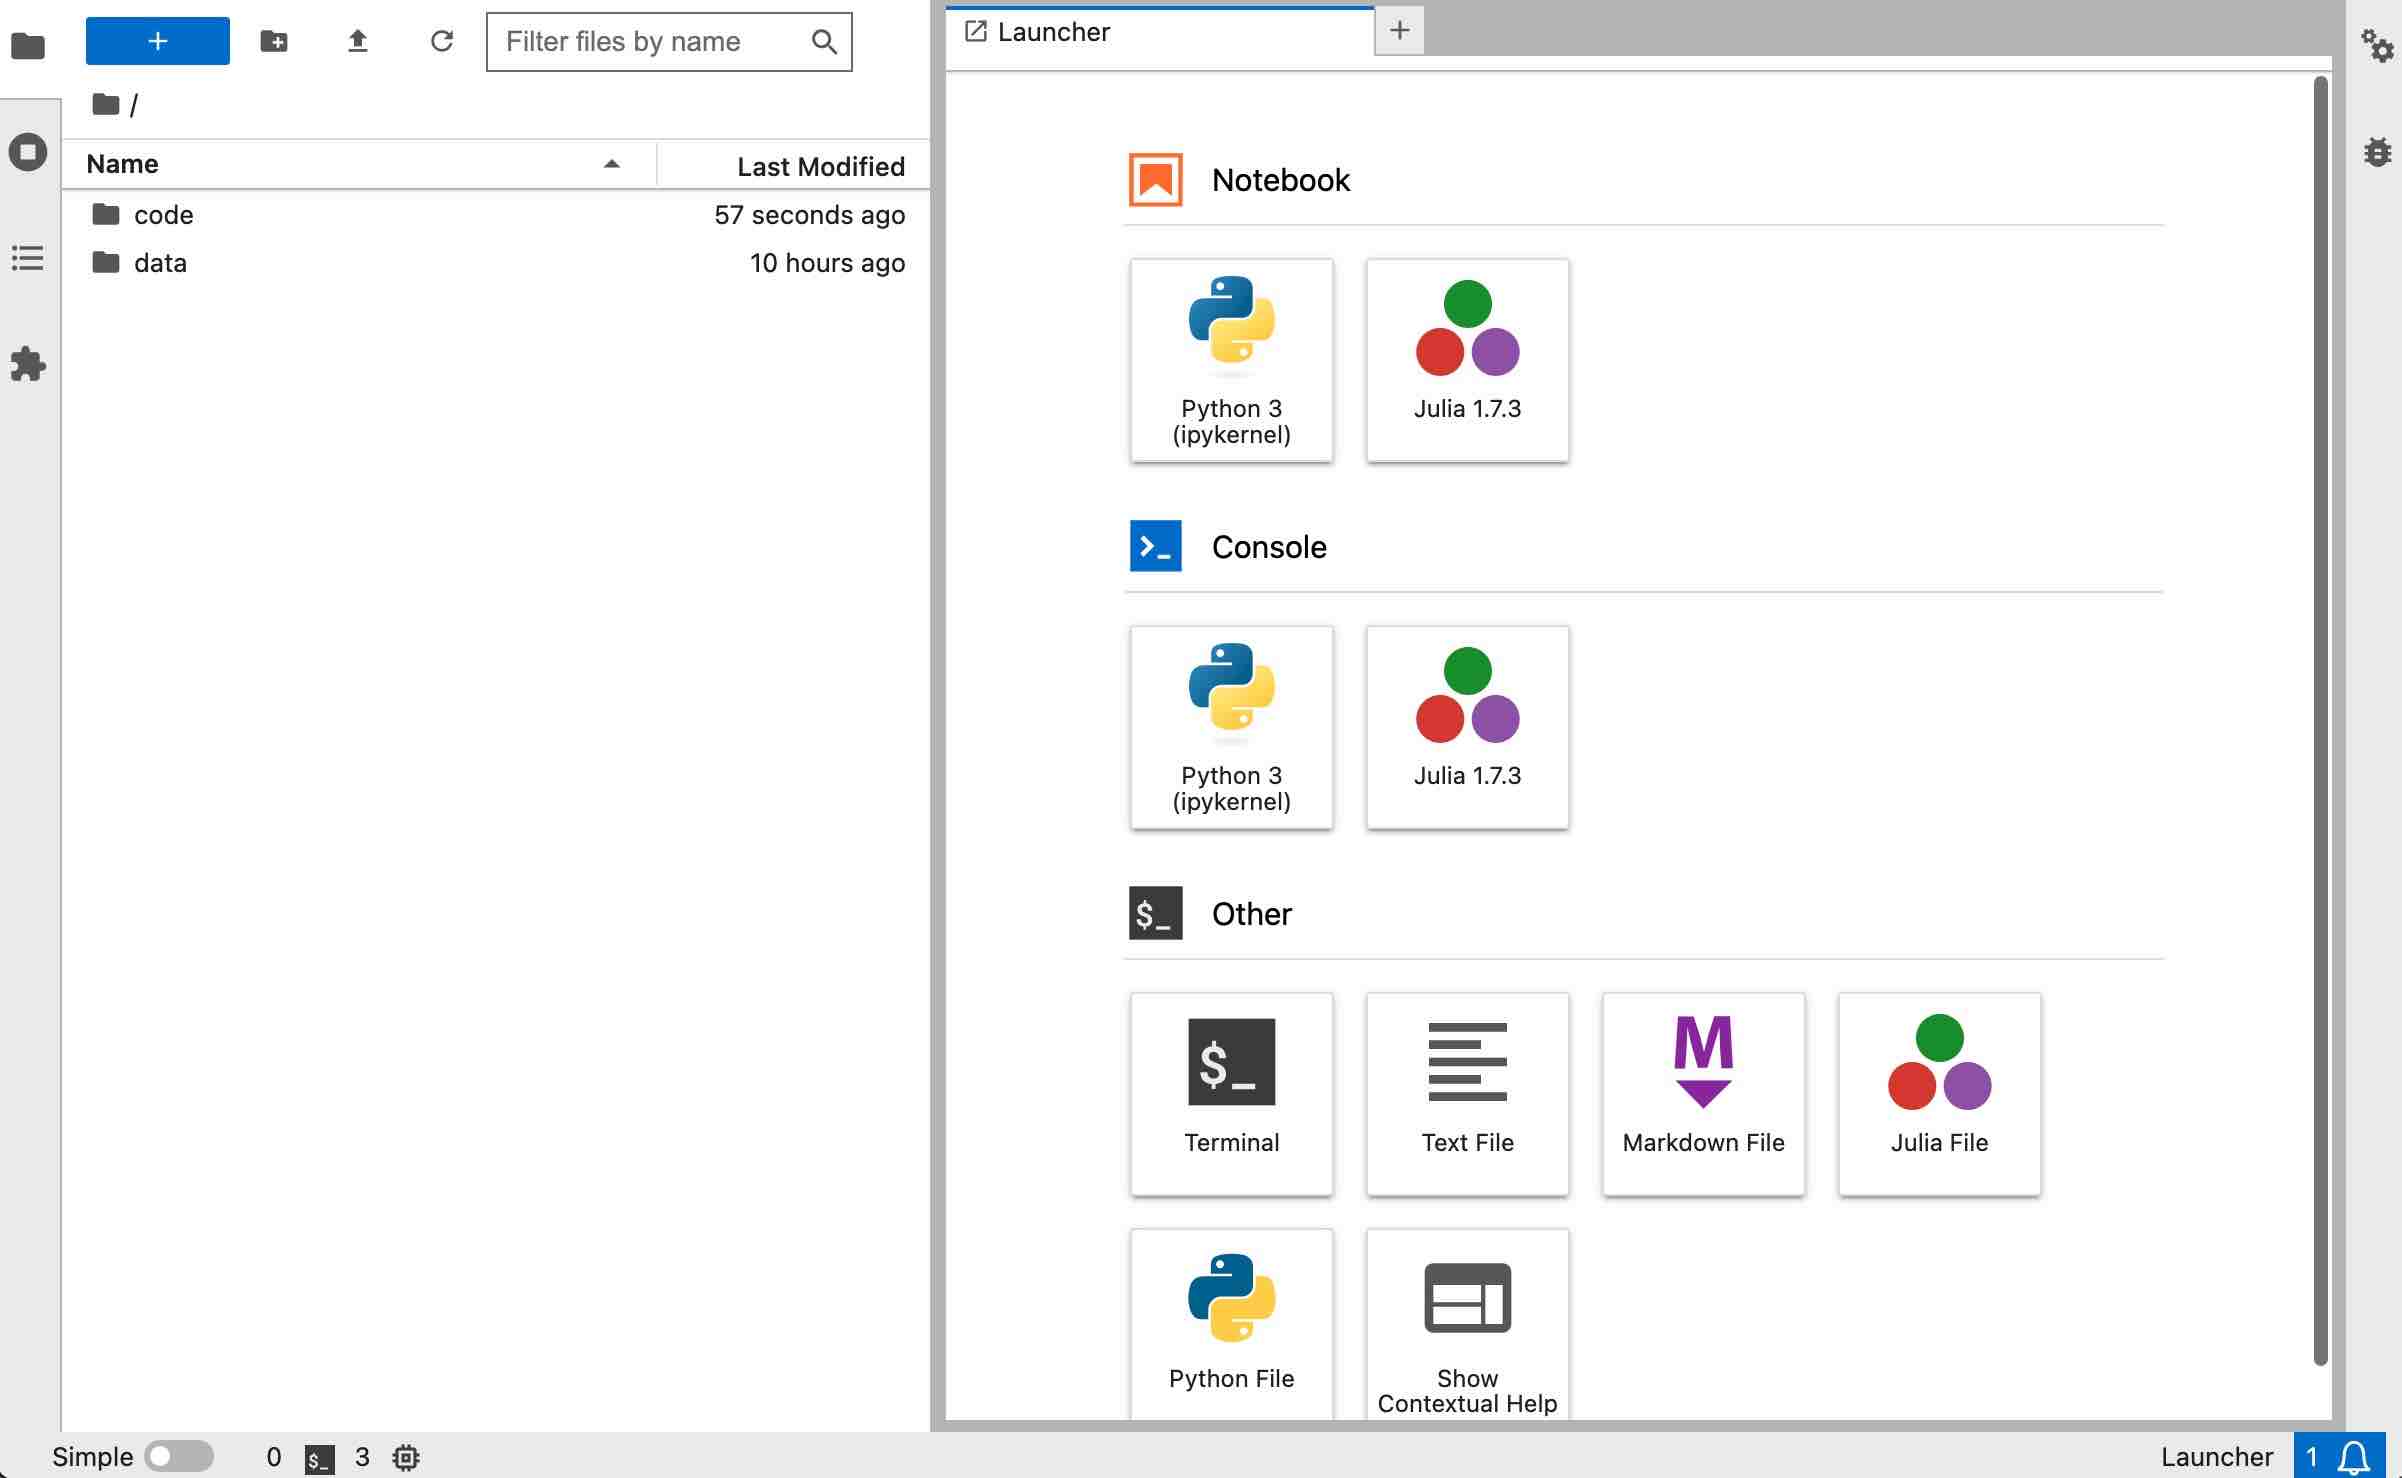 Filter files by name
Launcher
/
Name
Last Modified
code
57 seconds ago
data
10 hours ago
Notebook
Python 3
(ipykernel)
Julia 1.7.3
Console
Python 3
(ipykernel)
Julia 1.7.3
$_ Other
$_
Terminal
Text File
M
Markdown File
Julia File
Python File
Show
Contextual Help
Simple
0
$_
3
Launcher
1